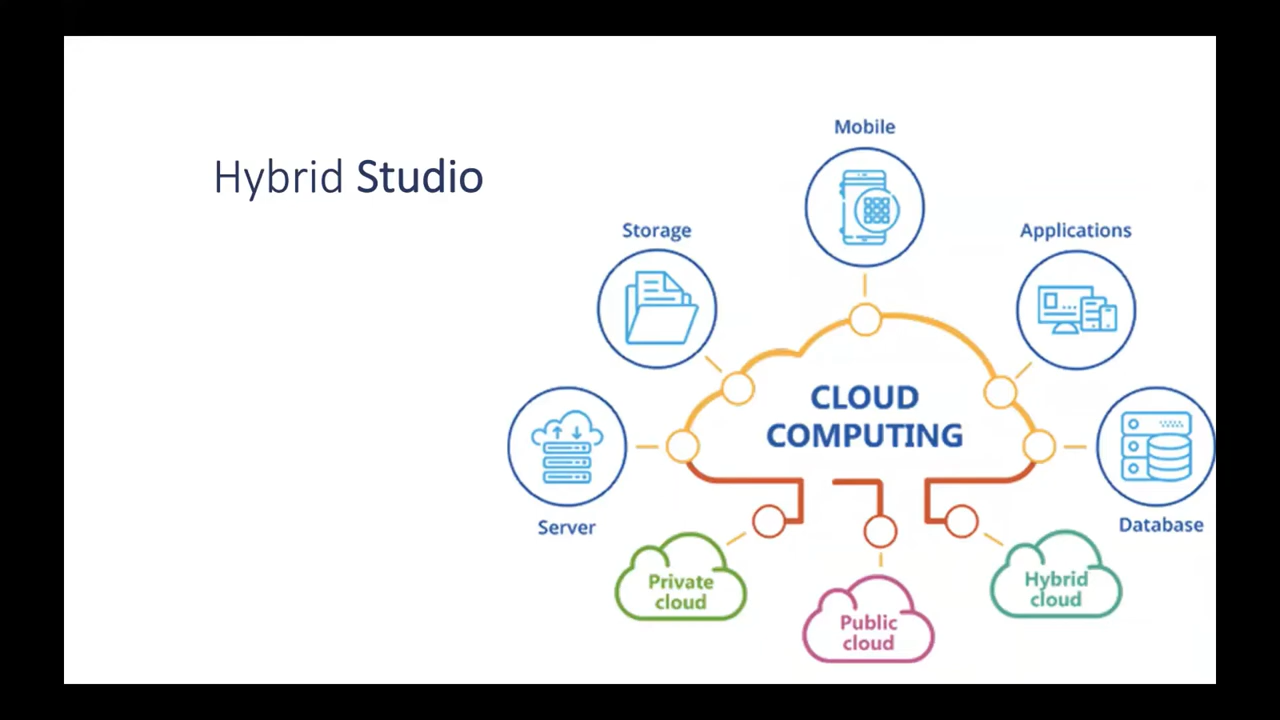 Hybrid Studio
Mobile
Storage
Applications
CLOUD
COMPUTING
Server
Database
Private
cloud
Public
cloud
Hybrid
cloud